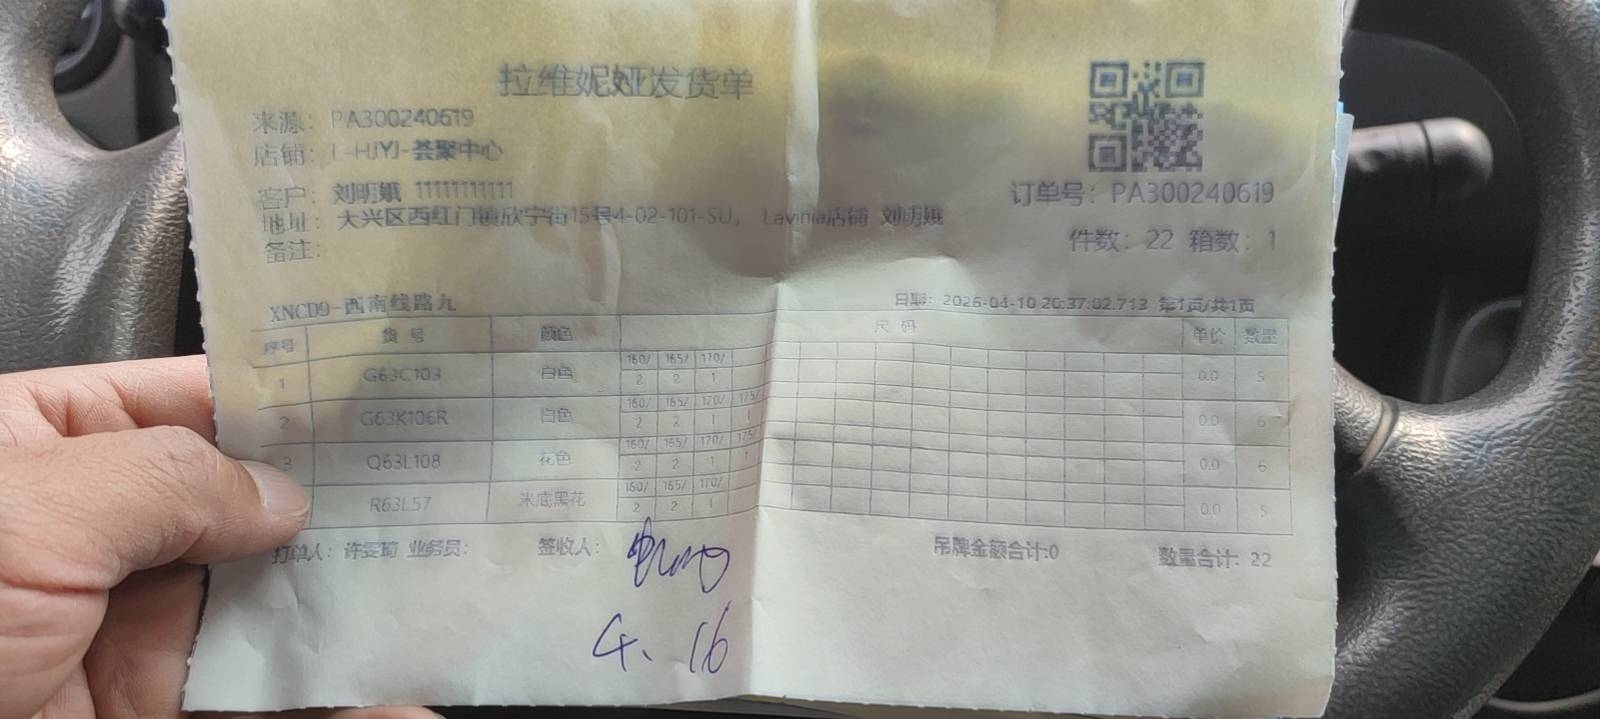 拉维妮娅发货单
来源：PA300240619
店铺：L-HJYJ-荟聚中心
客户：刘明娥 11111111111
订单号：PA300240619
地址：大兴区西红门镇欣宁街15号4-02-101-SU， Lavinia店铺 刘明娥
备注：
件数：22 箱数：1
XNCD9-西南线路九
日期：2026-04-10 20:37:02.713 第1页/共1页
序号 货号 颜色 尺码 单价 数量
160/ 165/ 170/
1 G63C103 白色 2 2 1 0.0 5
160/ 165/ 170/ 175/
2 G63K106R 白色 2 2 1 1 0.0 6
160/ 165/ 170/ 175/
3 Q63L108 花色 2 2 1 1 0.0 6
160/ 165/ 170/
R63L57 米底黑花 2 2 1 0.0 5
打单人：许雯瑜 业务员： 签收人： 吊牌金额合计:0 数量合计：22
4.16